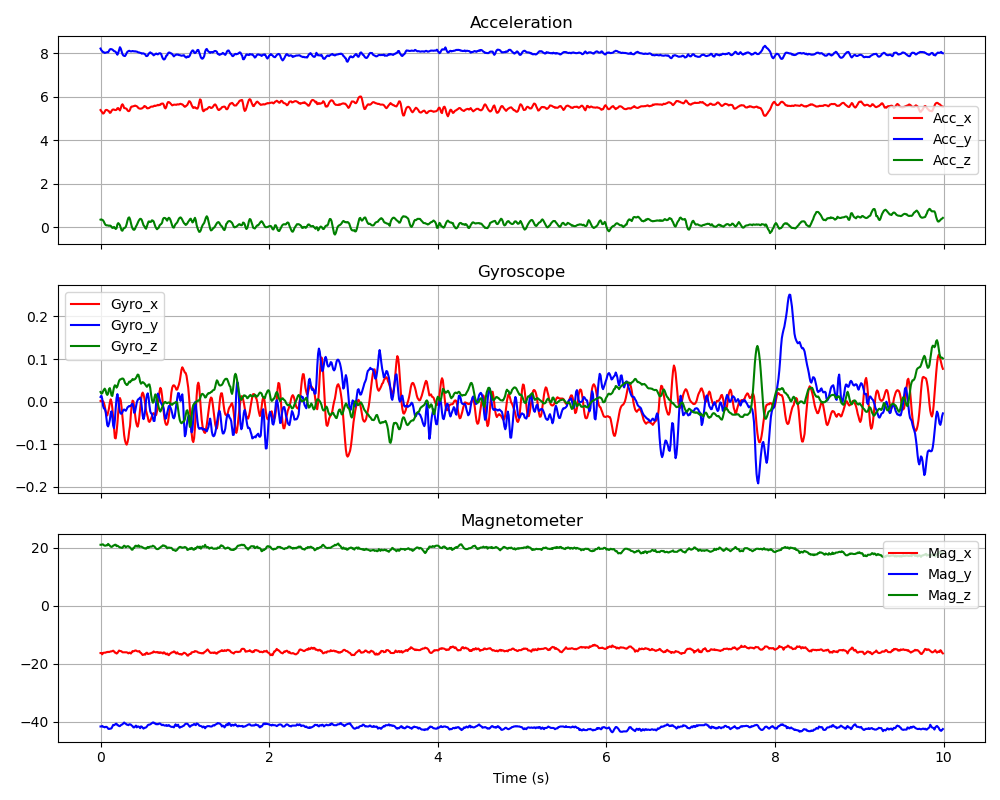 Acceleration
8
6
4
2
0
Acc_x
Acc_y
Acc_z
Gyroscope
0.2
0.1
0.0
−0.1
−0.2
Gyro_x
Gyro_y
Gyro_z
Magnetometer
20
0
−20
−40
Mag_x
Mag_y
Mag_z
0 2 4 6 8 10
Time (s)